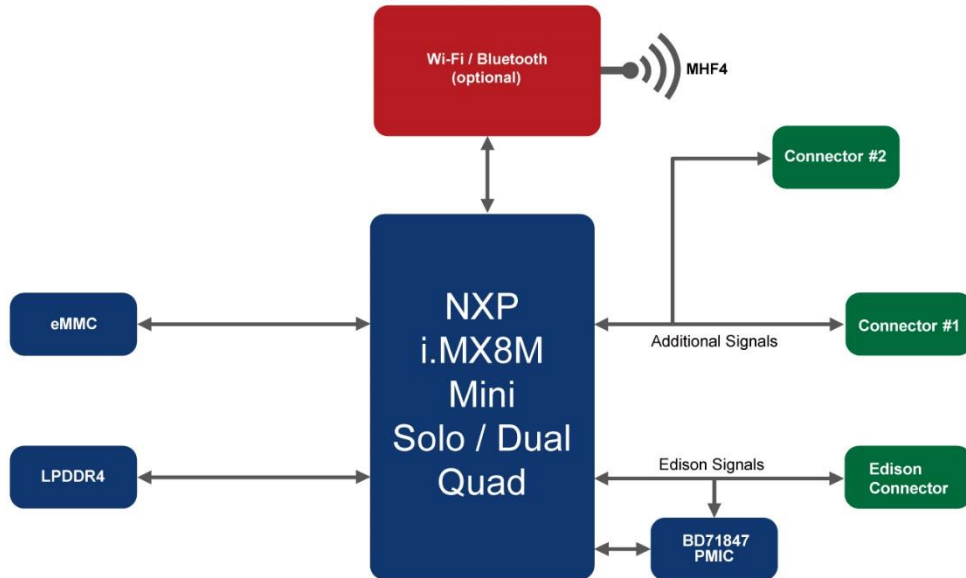 Wi-Fi / Bluetooth
(optional)
MHF4
Connector #2
NXP
i.MX8M
Mini
Solo / Dual
Quad
eMMC
Connector #1
Additional Signals
LPDDR4
Edison Signals
Edison
Connector
BD71847
PMIC